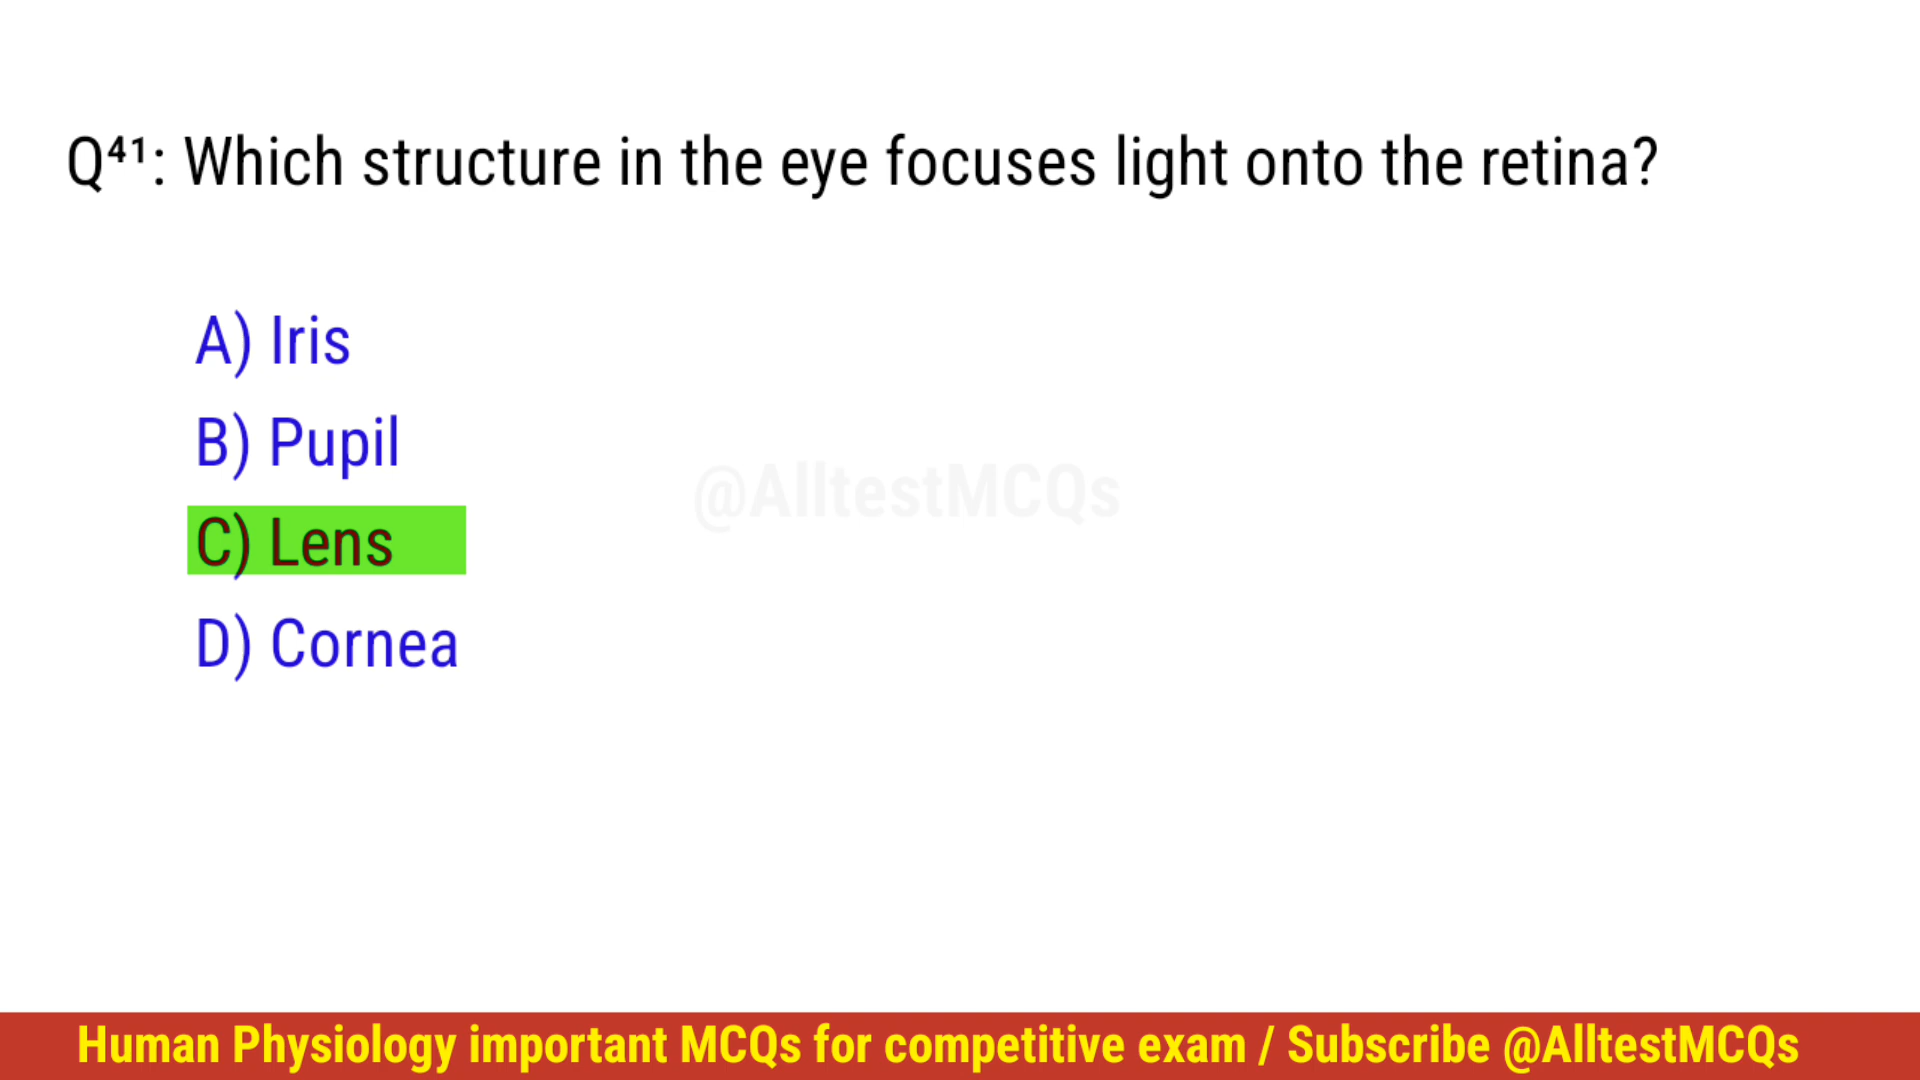 Q⁴¹: Which structure in the eye focuses light onto the retina?
A) Iris
B) Pupil
@AlltestMCQs
C) Lens
D) Cornea
Human Physiology important MCQs for competitive exam / Subscribe @AlltestMCQs